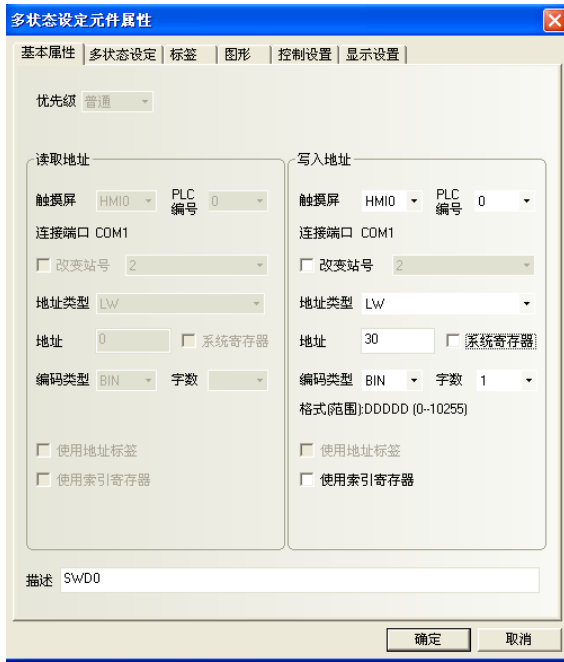 多状态设定元件属性
基本属性 多状态设定 标签 图形 控制设置 显示设置
优先级 普通
读取地址
触摸屏 HMI0 PLC编号 0
连接端口 COM1
改变站号 2
地址类型 LW
地址 0 系统寄存器
编码类型 BIN 字数
使用地址标签
使用索引寄存器
写入地址
触摸屏 HMI0 PLC编号 0
连接端口 COM1
改变站号 2
地址类型 LW
地址 30 系统寄存器
编码类型 BIN 字数 1
格式(范围):DDDDD (0--10255)
使用地址标签
使用索引寄存器
描述 SWD0
确定 取消